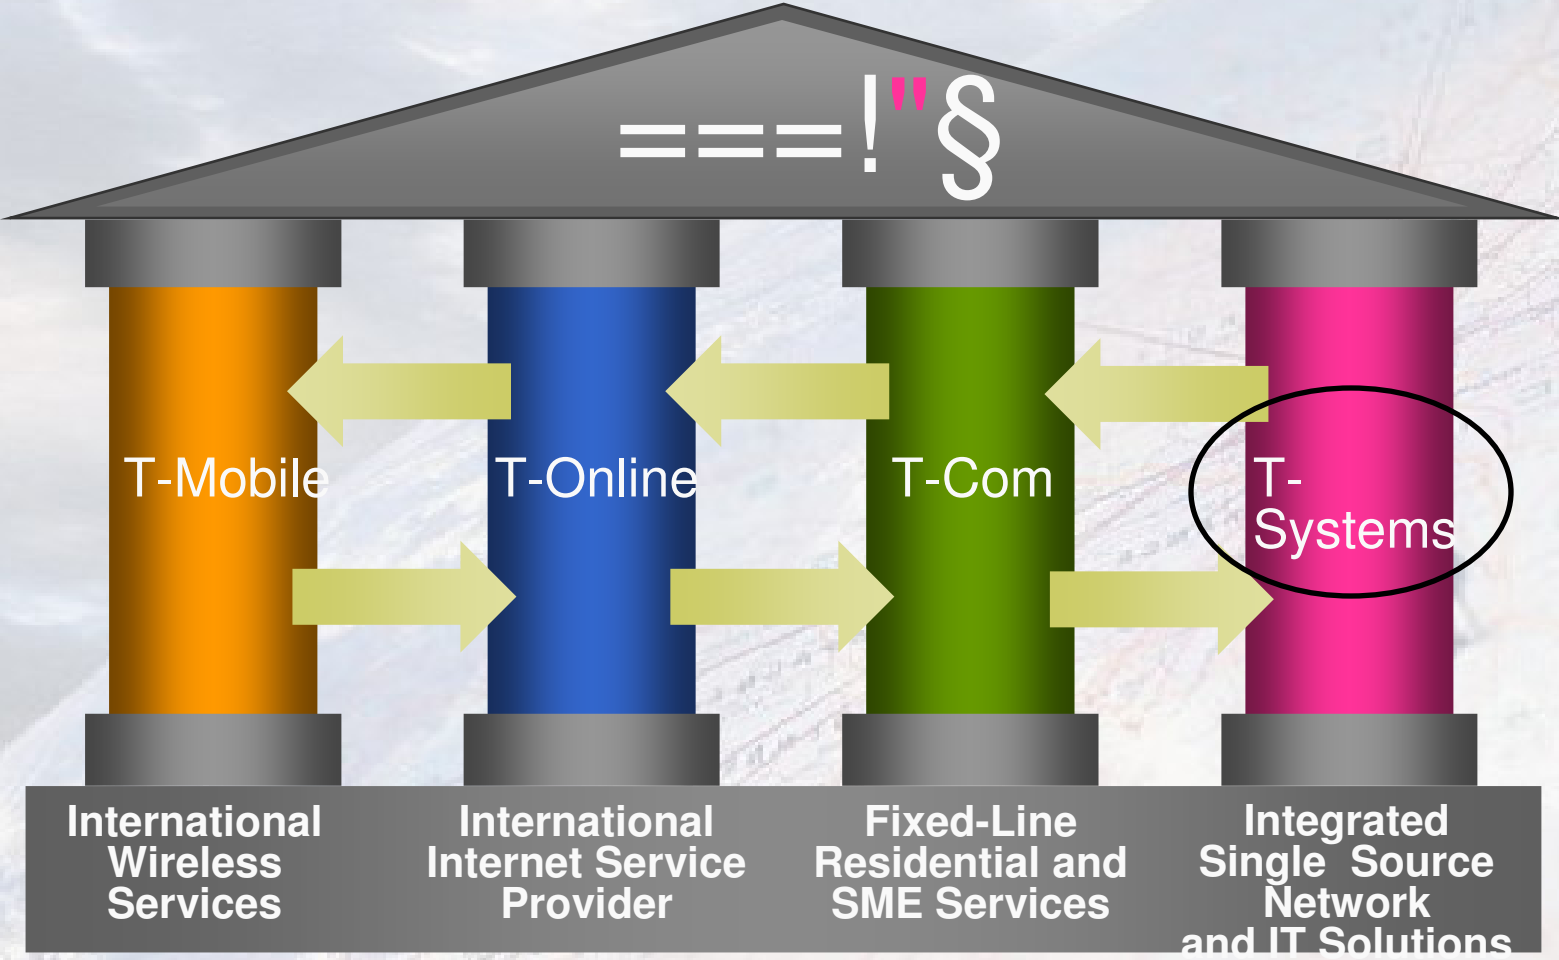 ===!"§
T-Mobile
T-Online
T-Com
T-
Systems
International
Wireless
Services
International
Internet Service
Provider
Fixed-Line
Residential and
SME Services
Integrated
Single  Source
Network
and IT Solutions